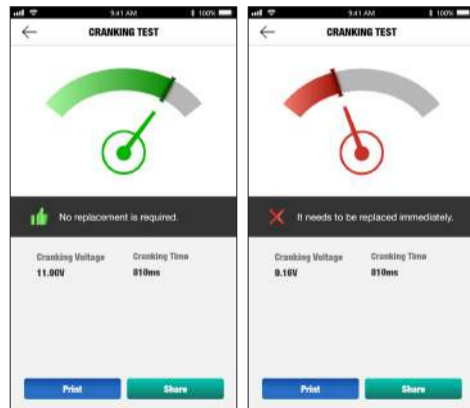 9:41 AM 100%
CRANKING TEST
No replacement is required.
Cranking Voltage Cranking Time
11.90V 810ms
Print Share
9:41 AM 100%
CRANKING TEST
It needs to be replaced immediately.
Cranking Voltage Cranking Time
9.16V 810ms
Print Share